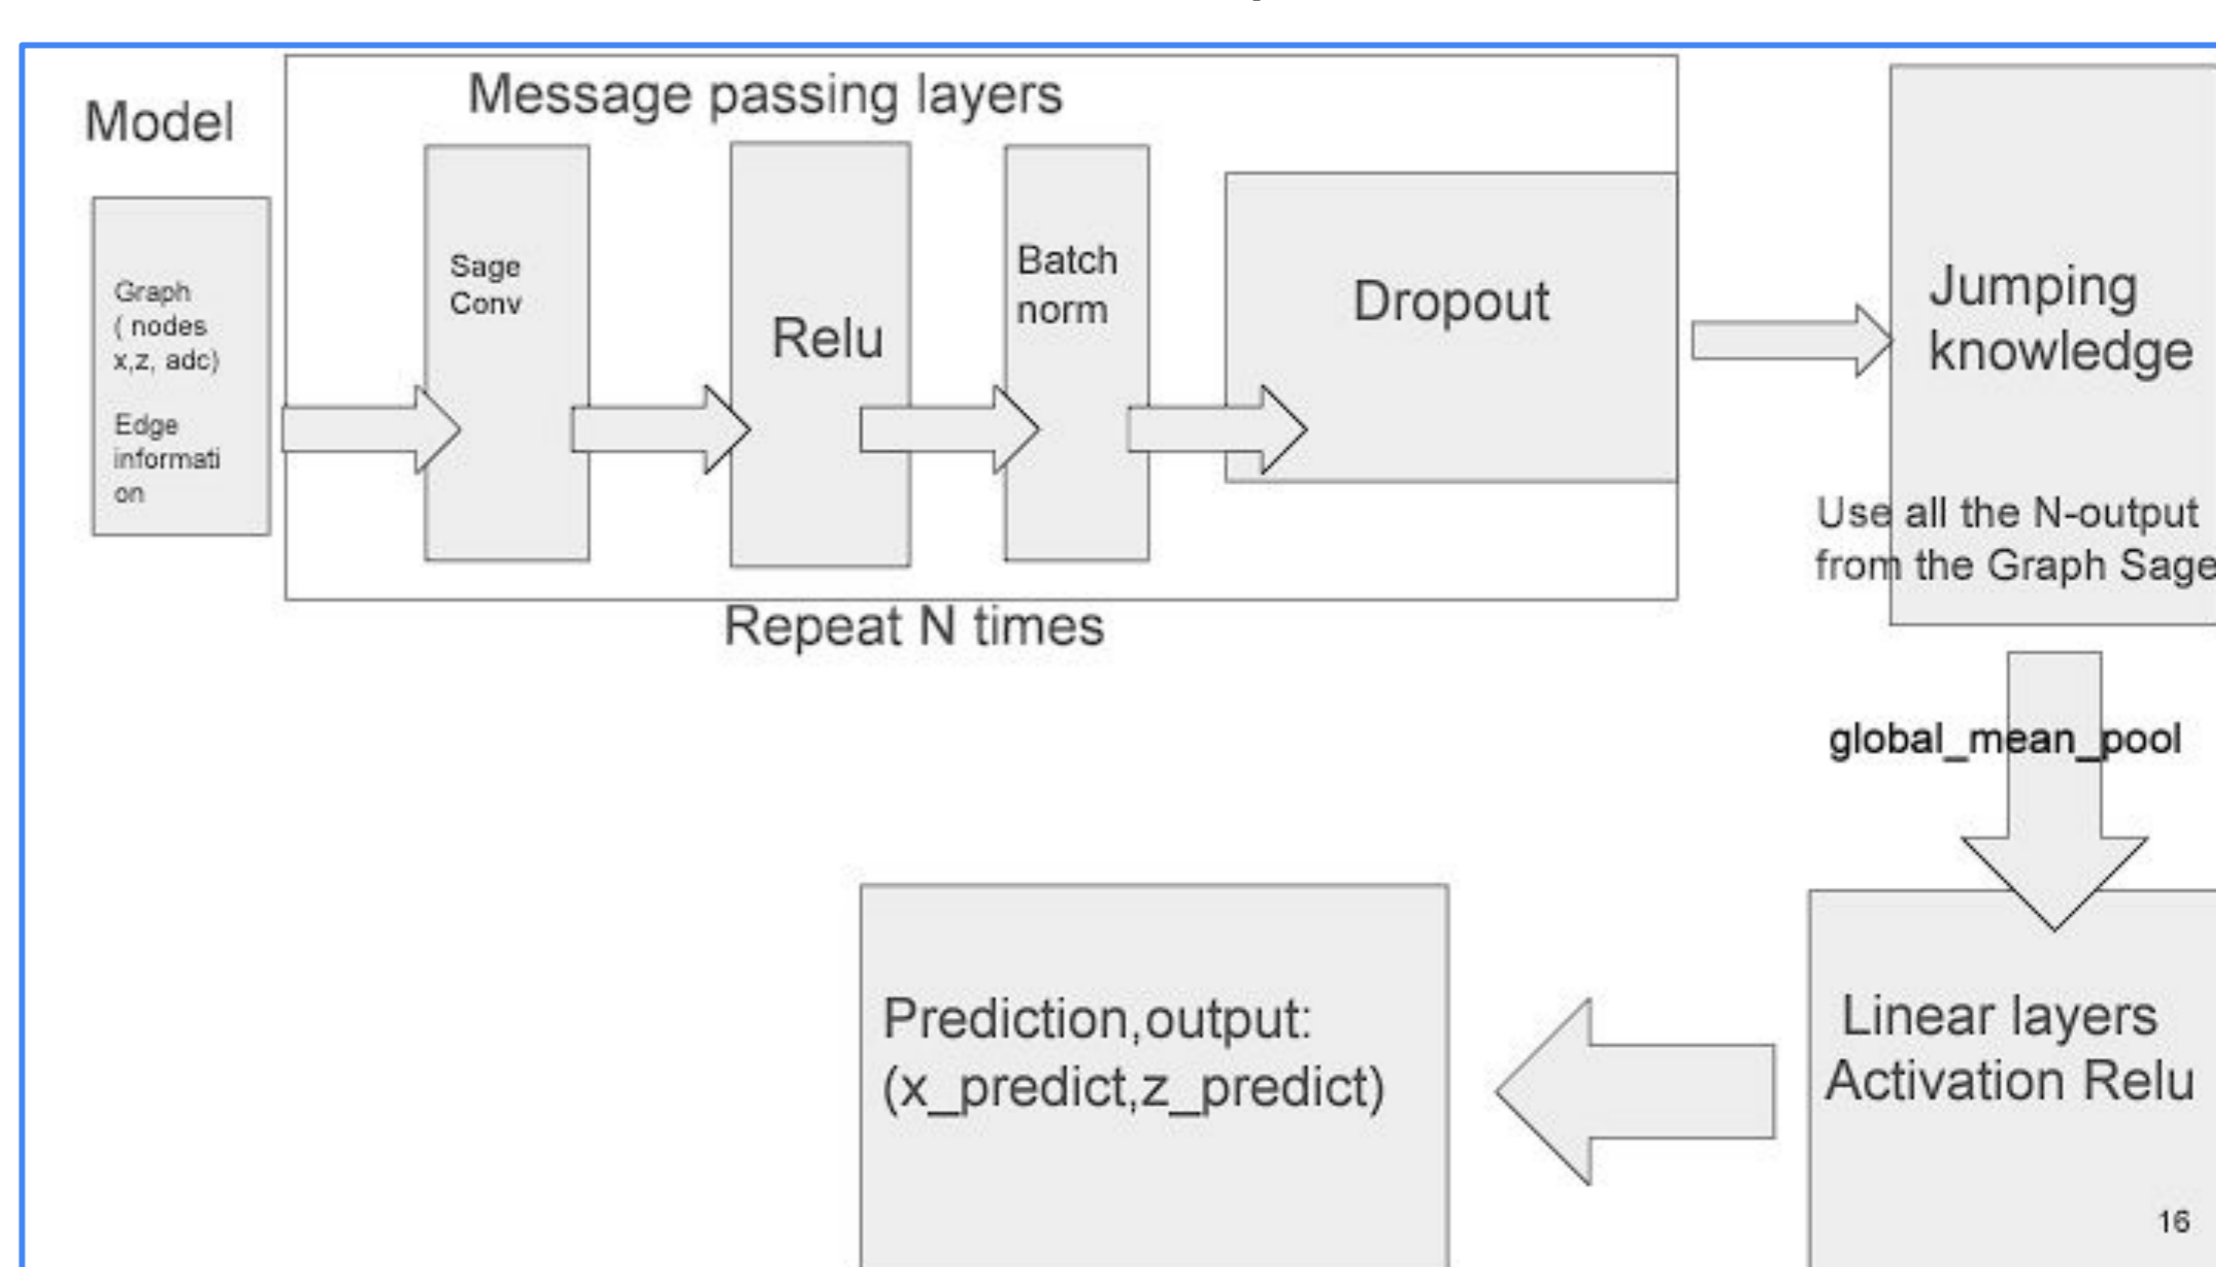 Message passing layers
Model
Graph
( nodes
x,z, adc)
Edge
informati
on
Sage
Conv
Relu
Batch
norm
Dropout
Jumping
knowledge
Use all the N-output
from the Graph Sage
Repeat N times
global_mean_pool
Prediction,output:
(x_predict,z_predict)
Linear layers
Activation Relu
16